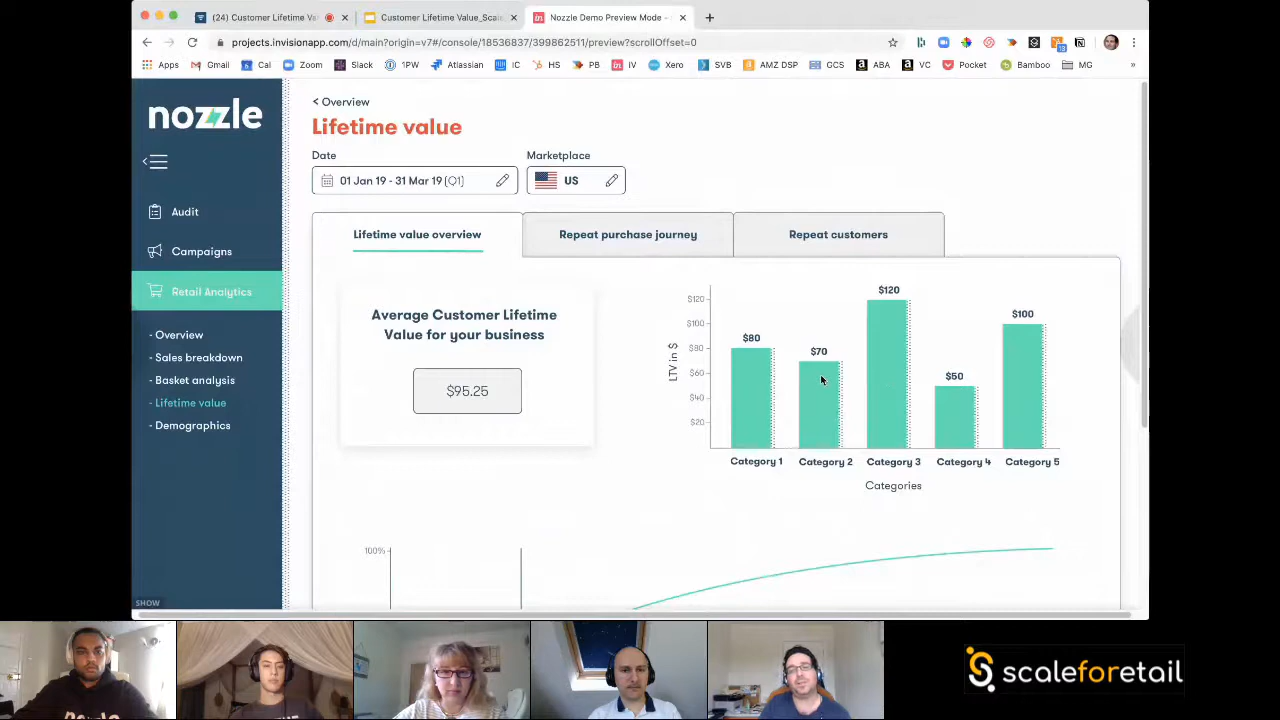 (24) Customer Lifetime Va
Customer Lifetime Value_Scale
Nozzle Demo Preview Mode -
projects.invisionapp.com/d/main?origin=v7#/console/18536837/399862511/preview?scrollOffset=0
Apps
Gmail
Cal
Zoom
Slack
1PW
Atlassian
IC
HS
PB
IV
Xero
SVB
AMZ DSP
GCS
ABA
VC
Pocket
Bamboo
MG
»
nozzle
Audit
Campaigns
Retail Analytics
- Overview
- Sales breakdown
- Basket analysis
- Lifetime value
- Demographics
SHOW
< Overview
Lifetime value
Date
Marketplace
01 Jan 19 - 31 Mar 19 (Q1)
US
Lifetime value overview
Repeat purchase journey
Repeat customers
Average Customer Lifetime
Value for your business
$95.25
LTV in $
$120
$100
$80
$60
$40
$20
$80
$70
$120
$50
$100
Category 1
Category 2
Category 3
Category 4
Category 5
Categories
100%
scaleforetail